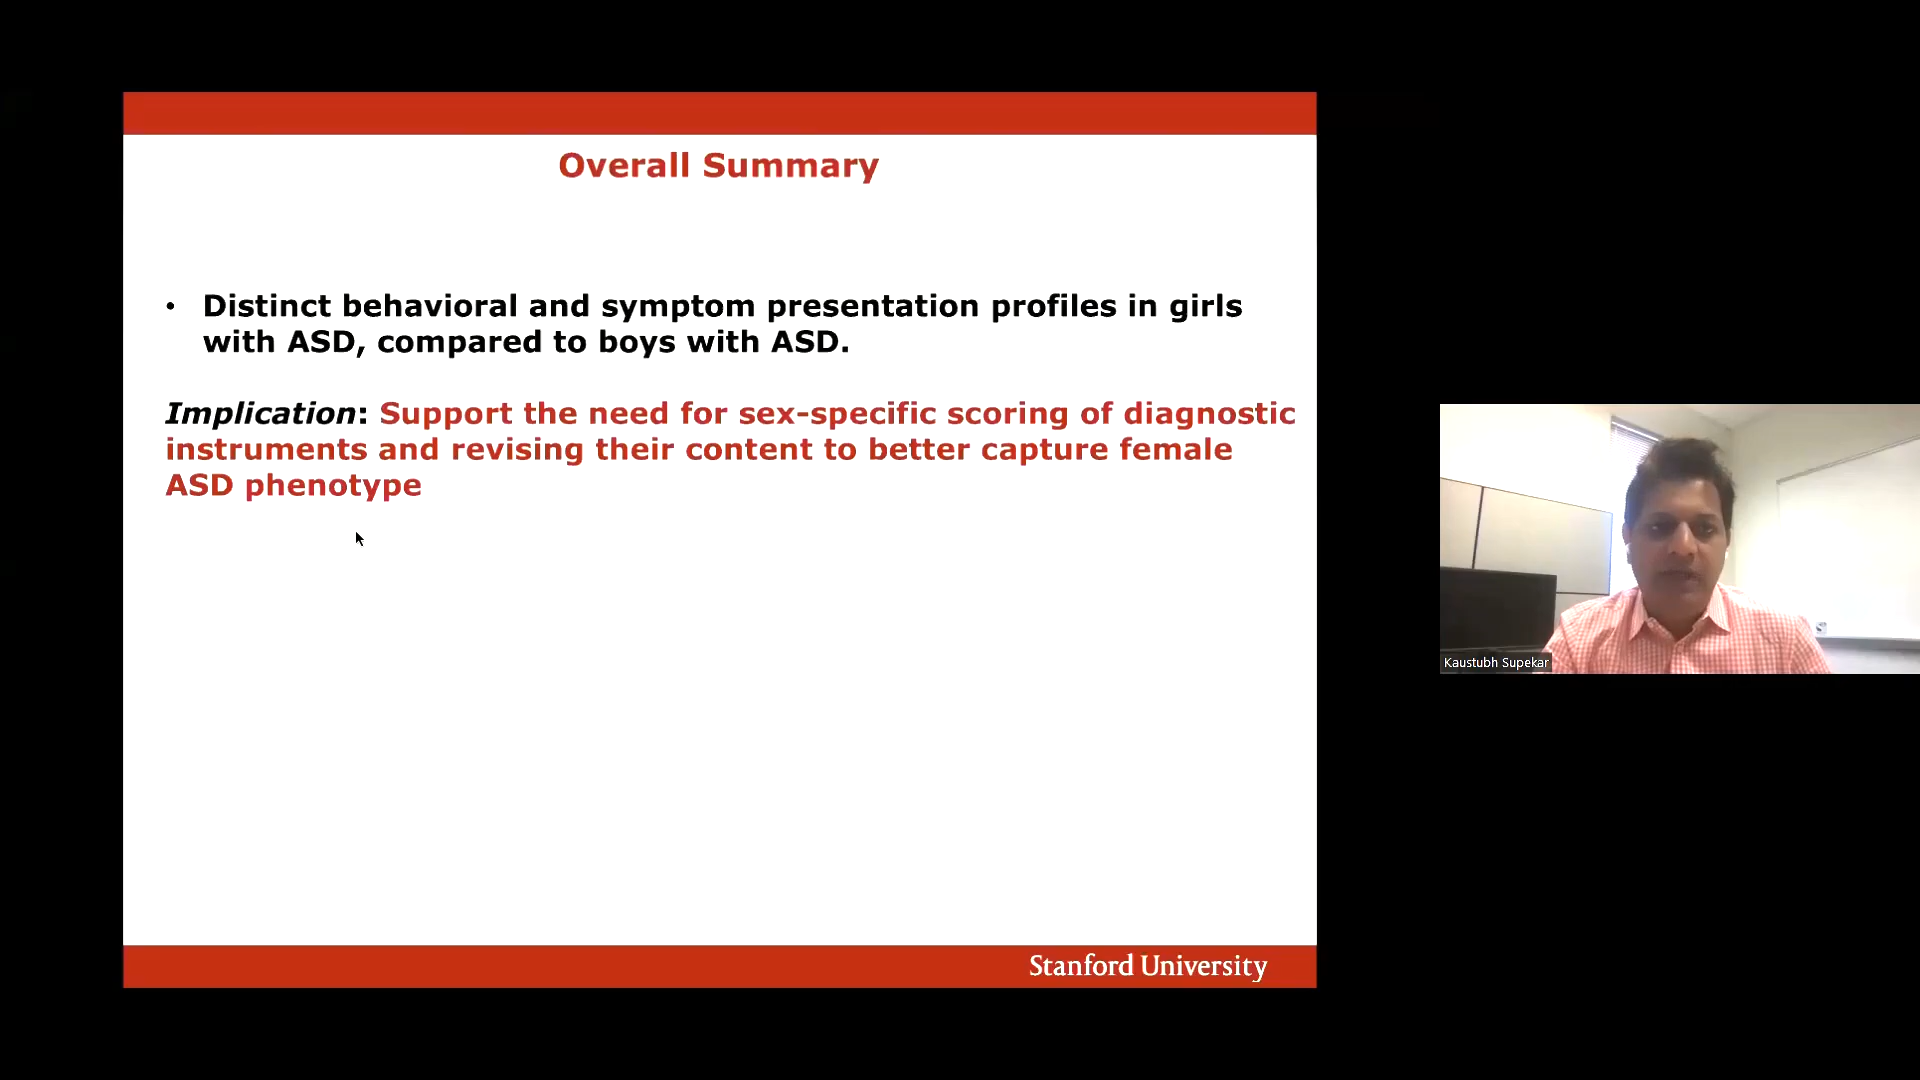 Overall Summary
• Distinct behavioral and symptom presentation profiles in girls
with ASD, compared to boys with ASD.
Implication: Support the need for sex-specific scoring of diagnostic
instruments and revising their content to better capture female
ASD phenotype
Kaustubh Supekar
Stanford University